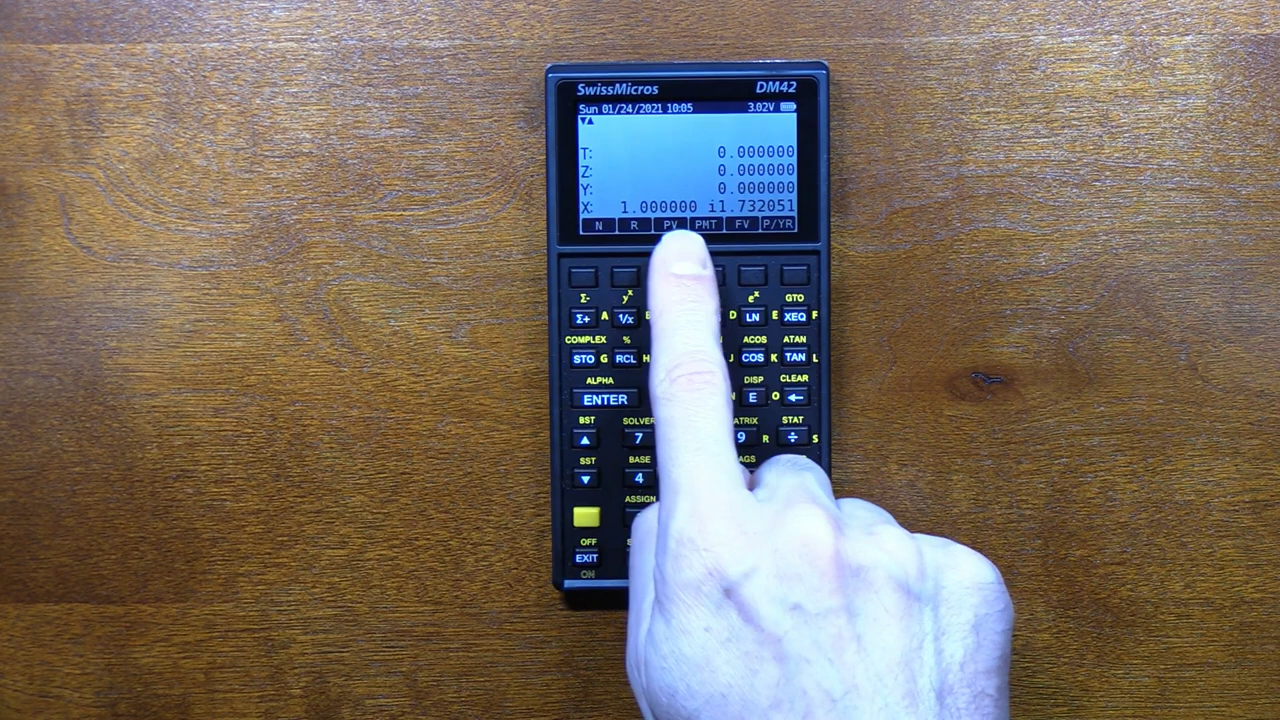 SwissMicros DM42
Sun 01/24/2021 10:05 3.02V
▼▲
T: 0.000000
Z: 0.000000
Y: 0.000000
X: 1.000000 i1.732051
N R PV PMT FV P/YR
Σ- yˣ eˣ GTO
Σ+ A 1/x D LN E XEQ F
COMPLEX % ACOS ATAN
STO G RCL H J COS K TAN L
ALPHA DISP CLEAR
ENTER E O ←
BST SOLVER STAT
▲ 7 9 R ÷ S
SST BASE
▼ 4
ASSIGN
OFF
EXIT
ON